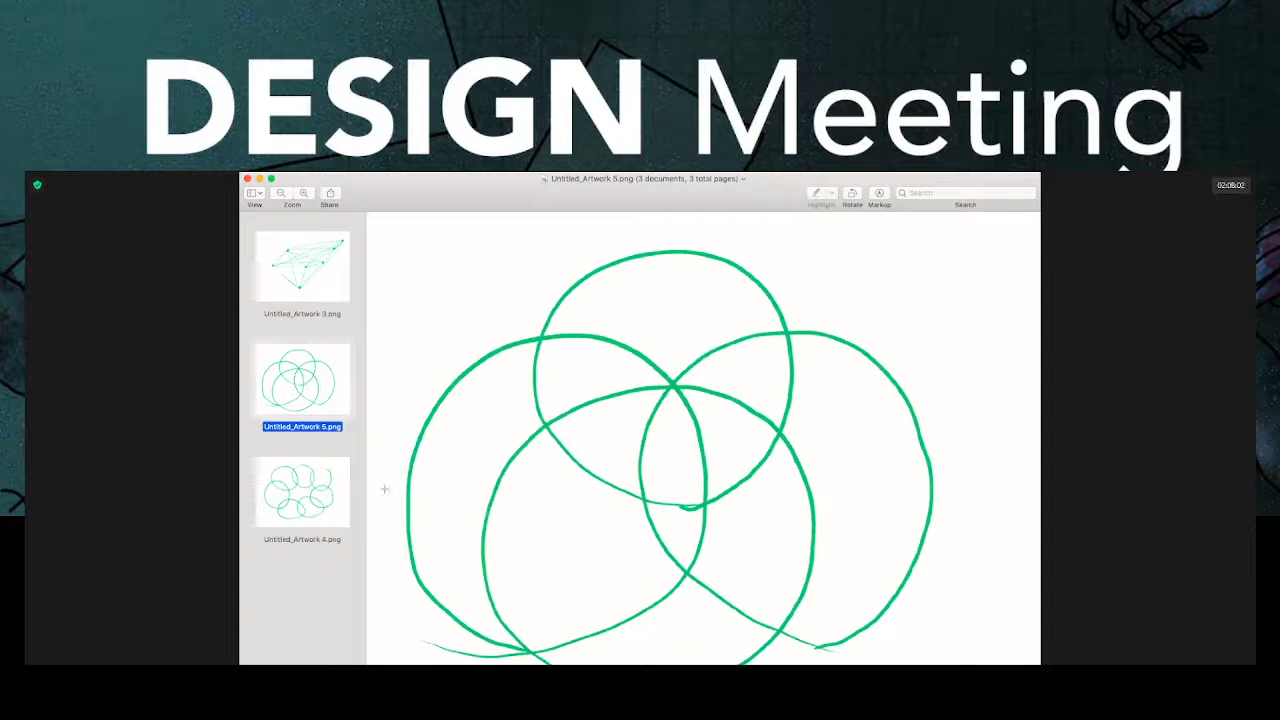 DESIGN Meeting
Untitled_Artwork 5.png (3 documents, 3 total pages)
02:08:02
Search
View Zoom Share Highlight Rotate Markup Search
Untitled_Artwork 3.png
Untitled_Artwork 5.png
Untitled_Artwork 4.png